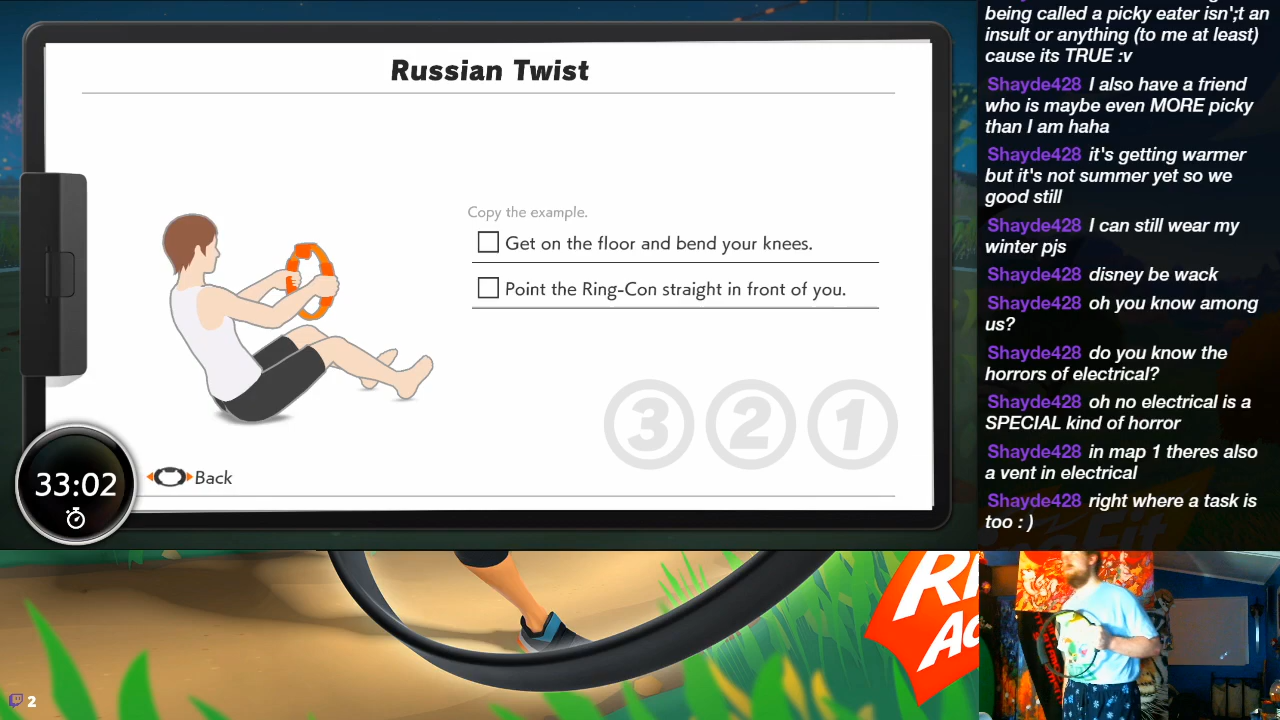 Russian Twist
Copy the example.
Get on the floor and bend your knees.
Point the Ring-Con straight in front of you.
3 2 1
Back
33:02
2
being called a picky eater isn';t an
insult or anything (to me at least)
cause its TRUE :v
Shayde428 I also have a friend
who is maybe even MORE picky
than I am haha
Shayde428 it's getting warmer
but it's not summer yet so we
good still
Shayde428 I can still wear my
winter pjs
Shayde428 disney be wack
Shayde428 oh you know among
us?
Shayde428 do you know the
horrors of electrical?
Shayde428 oh no electrical is a
SPECIAL kind of horror
Shayde428 in map 1 theres also
a vent in electrical
Shayde428 right where a task is
too : )